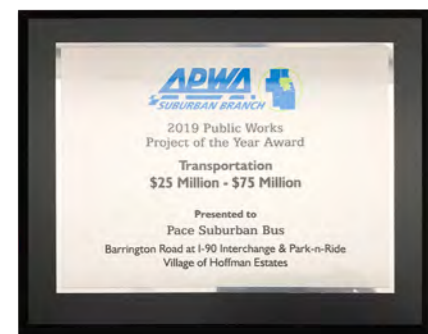 APWA
SUBURBAN BRANCH
2019 Public Works
Project of the Year Award
Transportation
$25 Million - $75 Million
Presented to
Pace Suburban Bus
Barrington Road at I-90 Interchange & Park-n-Ride
Village of Hoffman Estates